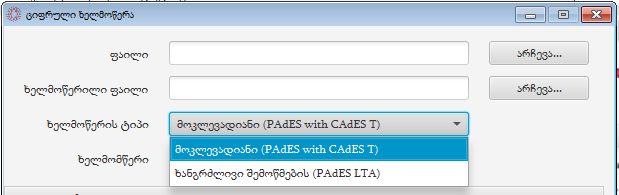 ციფრული ხელმოწერა
ფაილი
არჩევა...
ხელმოწერილი ფაილი
არჩევა...
ხელმოწერის ტიპი
მოკლევადიანი (PAdES with CAdES T)
მოკლევადიანი (PAdES with CAdES T)
ხელმომწერი
ხანგრძლივი შემოწმების (PAdES LTA)